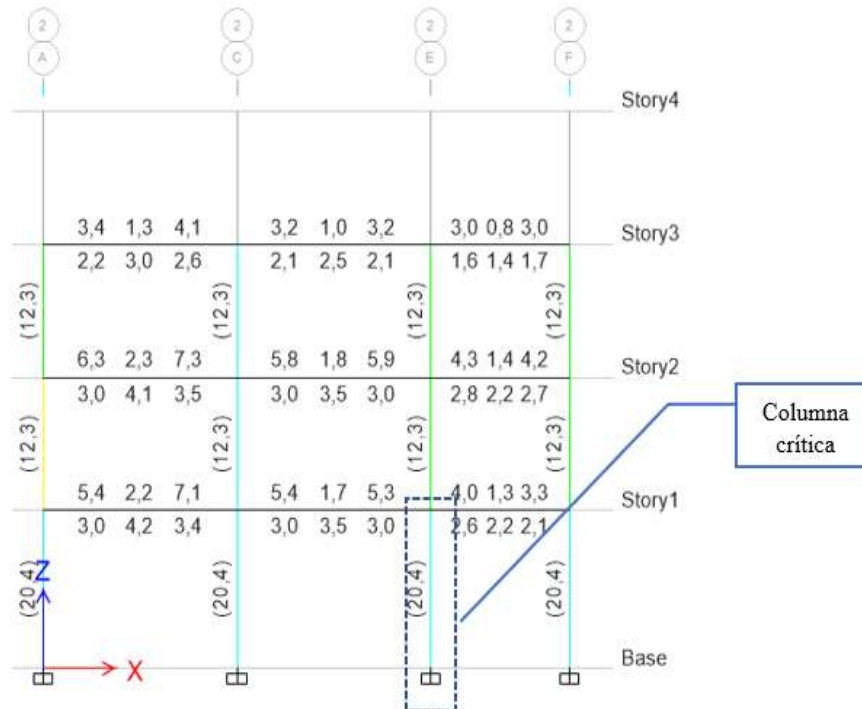 2 2 2 2
A C E F
Story4
3,4 1,3 4,1 3,2 1,0 3,2 3,0 0,8 3,0
Story3
2,2 3,0 2,6 2,1 2,5 2,1 1,6 1,4 1,7
(12,3) (12,3) (12,3) (12,3)
6,3 2,3 7,3 5,8 1,8 5,9 4,3 1,4 4,2
Story2
3,0 4,1 3,5 3,0 3,5 3,0 2,8 2,2 2,7
Columna
crítica
(12,3) (12,3) (12,3) (12,3)
5,4 2,2 7,1 5,4 1,7 5,3 4,0 1,3 3,3
Story1
3,0 4,2 3,4 3,0 3,5 3,0 2,6 2,2 2,1
(20,4) (20,4) (20,4) (20,4)
Z
X
Base